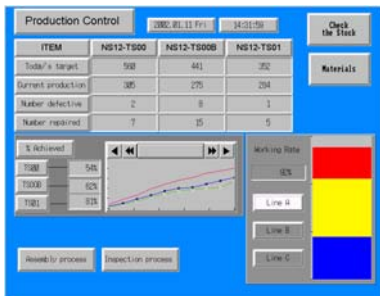 Production Control
2002.01.11 Fri 14:31:59
Check
the Stock
Materials
ITEM NS12-TS00 NS12-TS00B NS12-TS01
Today's target 560 441 352
Current production 305 275 284
Number defective 2 8 1
Number repaired 7 15 5
% Achieved
TS00 54%
TS00B 62%
TS01 81%
Working Rate
Line A
Line B
Line C
Assembly process Inspection process